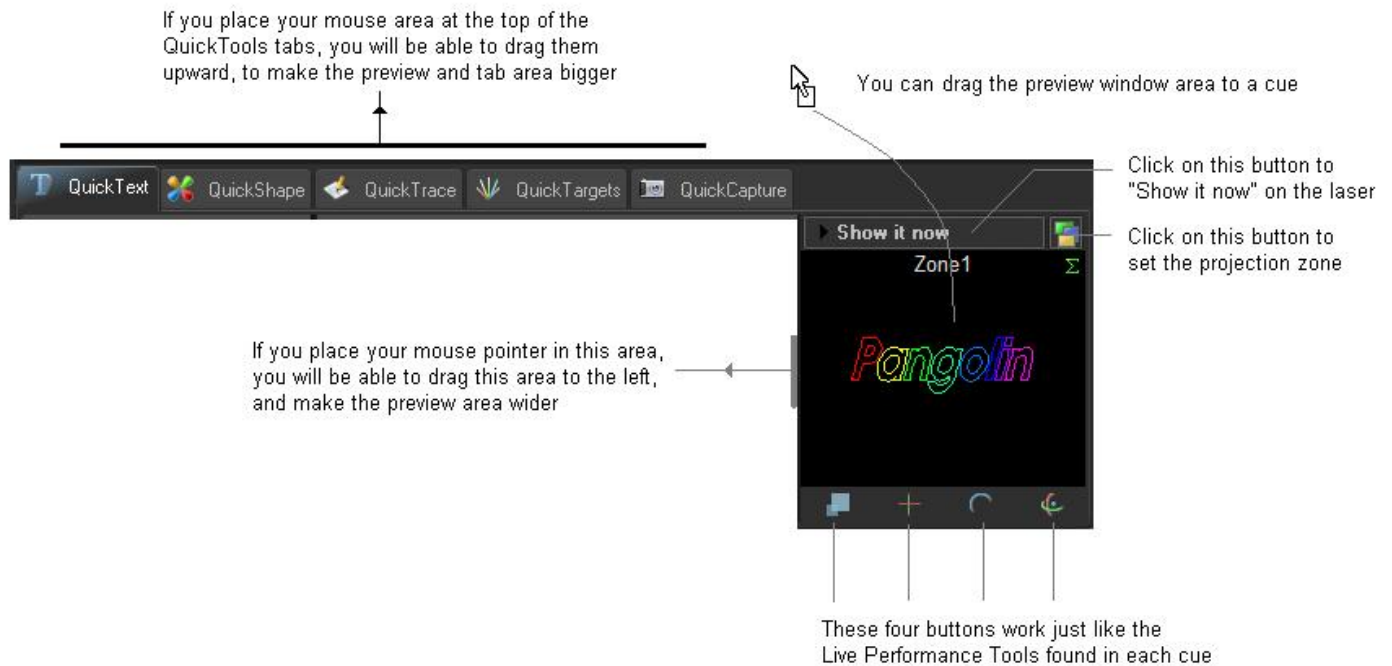 If you place your mouse area at the top of the
QuickTools tabs, you will be able to drag them
upward, to make the preview and tab area bigger
You can drag the preview window area to a cue
QuickText QuickShape QuickTrace QuickTargets QuickCapture
Click on this button to
"Show it now" on the laser
Show it now
Click on this button to
set the projection zone
Zone1 Σ
Pangolin
If you place your mouse pointer in this area,
you will be able to drag this area to the left,
and make the preview area wider
These four buttons work just like the
Live Performance Tools found in each cue